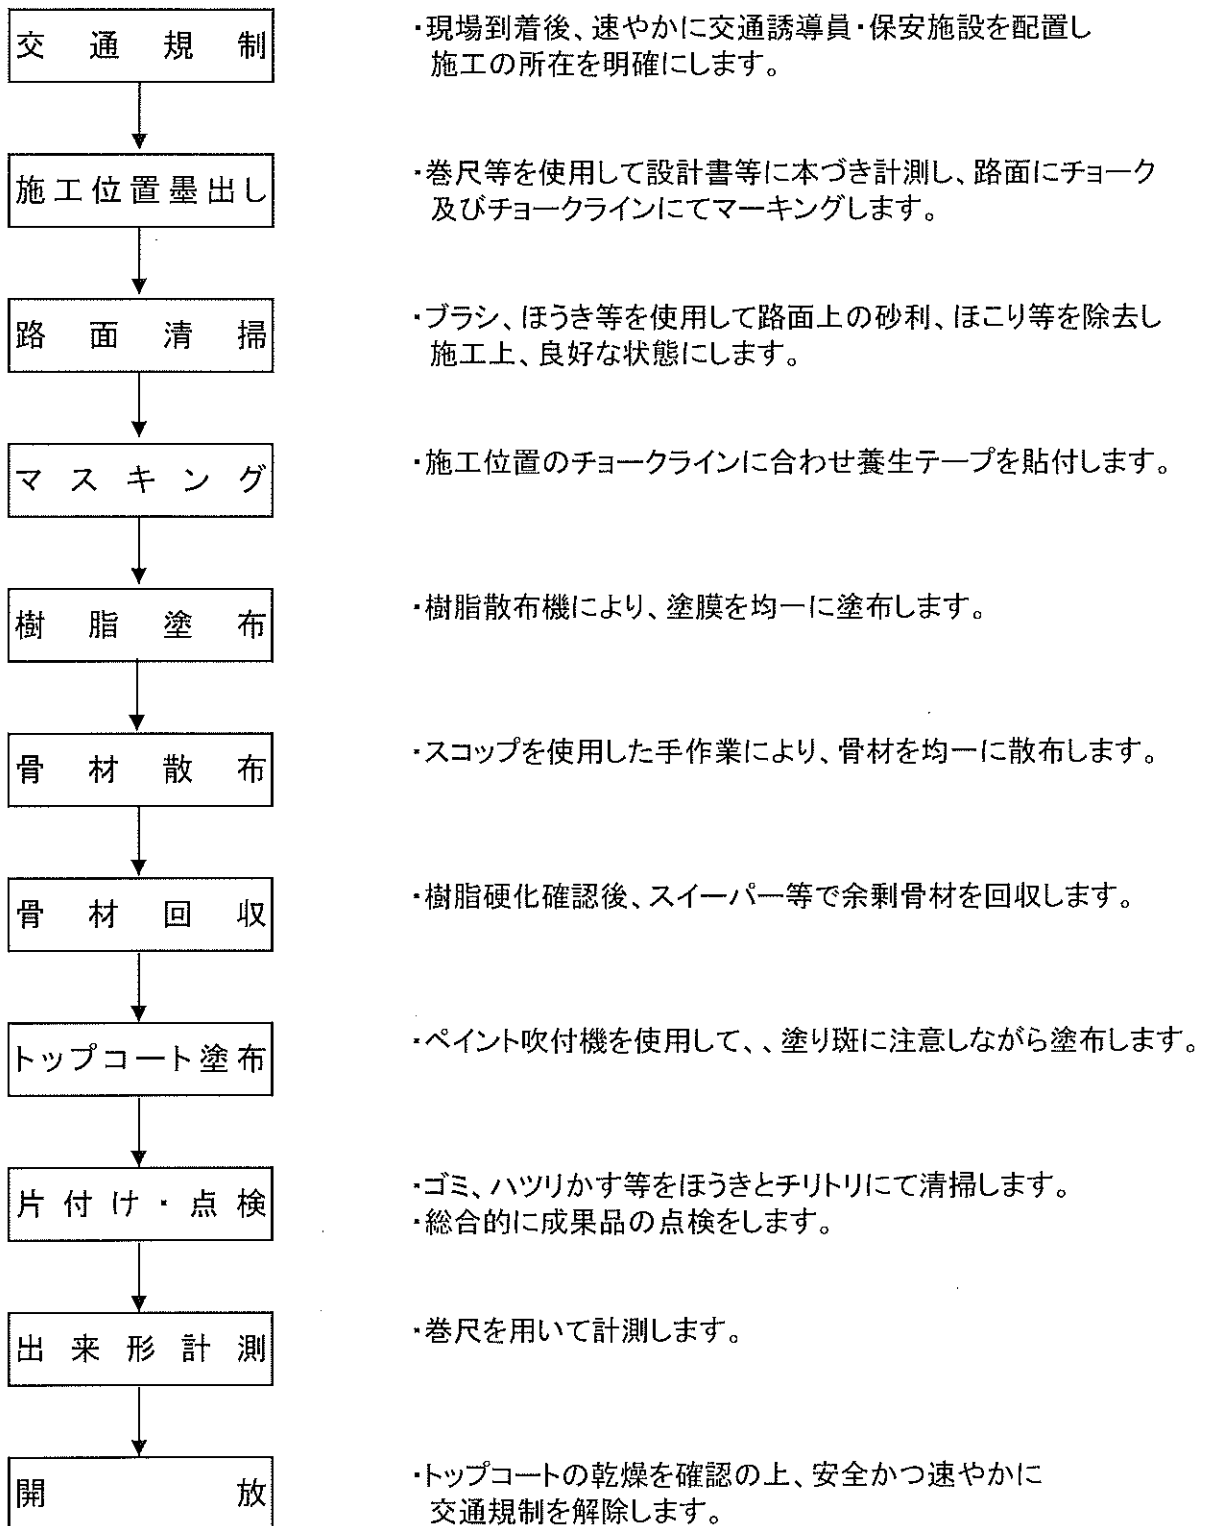 交通規制
・現場到着後、速やかに交通誘導員・保安施設を配置し
施工の所在を明確にします。
施工位置墨出し
・巻尺等を使用して設計書等に本づき計測し、路面にチョーク
及びチョークラインにてマーキングします。
路面清掃
・ブラシ、ほうき等を使用して路面上の砂利、ほこり等を除去し
施工上、良好な状態にします。
マスキング
・施工位置のチョークラインに合わせ養生テープを貼付します。
樹脂塗布
・樹脂散布機により、塗膜を均一に塗布します。
骨材散布
・スコップを使用した手作業により、骨材を均一に散布します。
骨材回収
・樹脂硬化確認後、スイーパー等で余剰骨材を回収します。
トップコート塗布
・ペイント吹付機を使用して、、塗り斑に注意しながら塗布します。
片付け・点検
・ゴミ、ハツリかす等をほうきとチリトリにて清掃します。
・総合的に成果品の点検をします。
出来形計測
・巻尺を用いて計測します。
開放
・トップコートの乾燥を確認の上、安全かつ速やかに
交通規制を解除します。